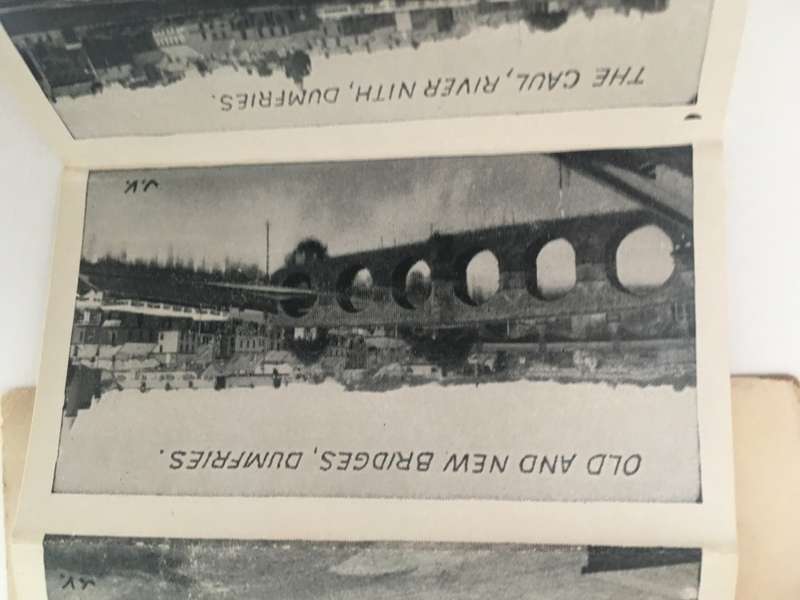 J.V.
OLD AND NEW BRIDGES, DUMFRIES.
J.V.
THE CAUL, RIVER NITH, DUMFRIES.